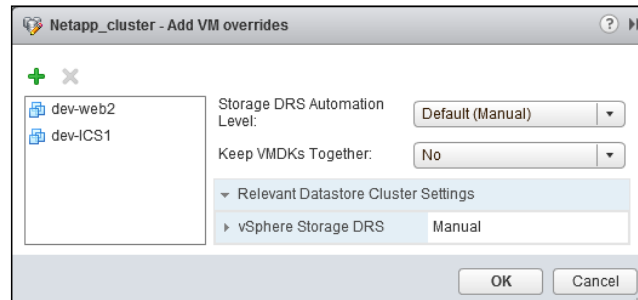 Netapp_cluster - Add VM overrides
?
dev-web2
dev-ICS1
Storage DRS Automation
Level:
Default (Manual)
Keep VMDKs Together:
No
Relevant Datastore Cluster Settings
vSphere Storage DRS
Manual
OK
Cancel